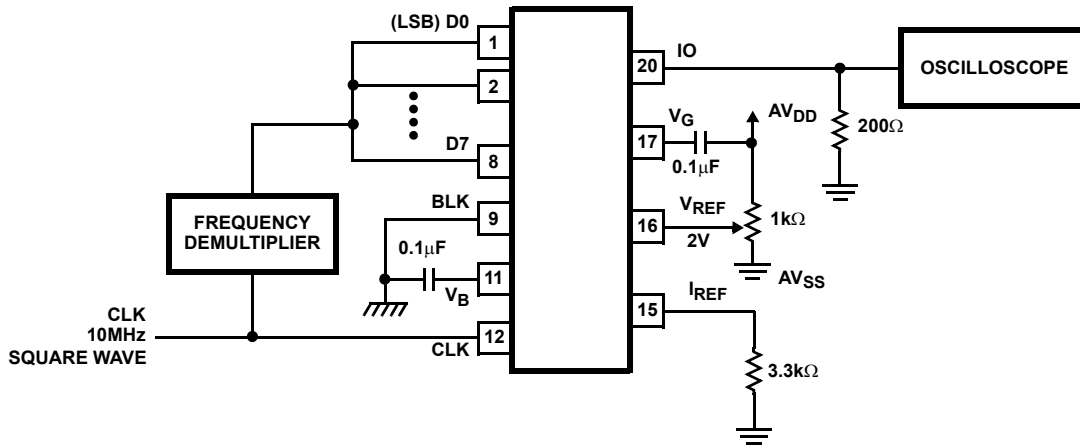 (LSB) D0
1
2
D7
8
BLK
9
0.1μF
VB
11
12
CLK
FREQUENCY
DEMULTIPLIER
CLK
10MHz
SQUARE WAVE
20
IO
OSCILLOSCOPE
200Ω
VG
AVDD
17
0.1μF
VREF
16
2V
1kΩ
AVSS
IREF
15
3.3kΩ